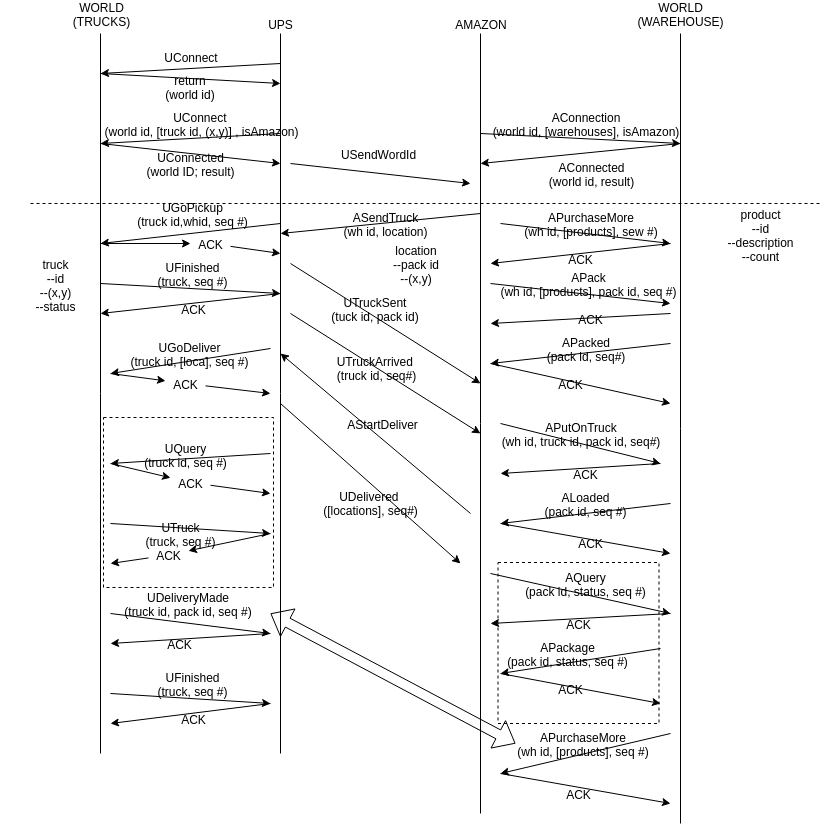 WORLD
(TRUCKS)
UPS
AMAZON
WORLD
(WAREHOUSE)
UConnect
return
(world id)
UConnect
(world id, [truck id, (x,y)] , isAmazon)
UConnected
(world ID; result)
USendWordId
AConnection
(world id, [warehouses], isAmazon)
AConnected
(world id, result)
UGoPickup
(truck id,whid, seq #)
ACK
ASendTruck
(wh id, location)
APurchaseMore
(wh id, [products], sew #)
ACK
product
--id
--description
--count
truck
--id
--(x,y)
--status
UFinished
(truck, seq #)
ACK
location
--pack id
--(x,y)
APack
(wh id, [products], pack id, seq #)
ACK
UTruckSent
(tuck id, pack id)
UGoDeliver
(truck id, [loca], seq #)
ACK
UTruckArrived
(truck id, seq#)
APacked
(pack id, seq#)
ACK
AStartDeliver
APutOnTruck
(wh id, truck id, pack id, seq#)
ACK
UQuery
(truck id, seq #)
ACK
UDelivered
([locations], seq#)
ALoaded
(pack id, seq #)
ACK
UTruck
(truck, seq #)
ACK
AQuery
(pack id, status, seq #)
ACK
UDeliveryMade
(truck id, pack id, seq #)
ACK
APackage
(pack id, status, seq #)
ACK
UFinished
(truck, seq #)
ACK
APurchaseMore
(wh id, [products], seq #)
ACK